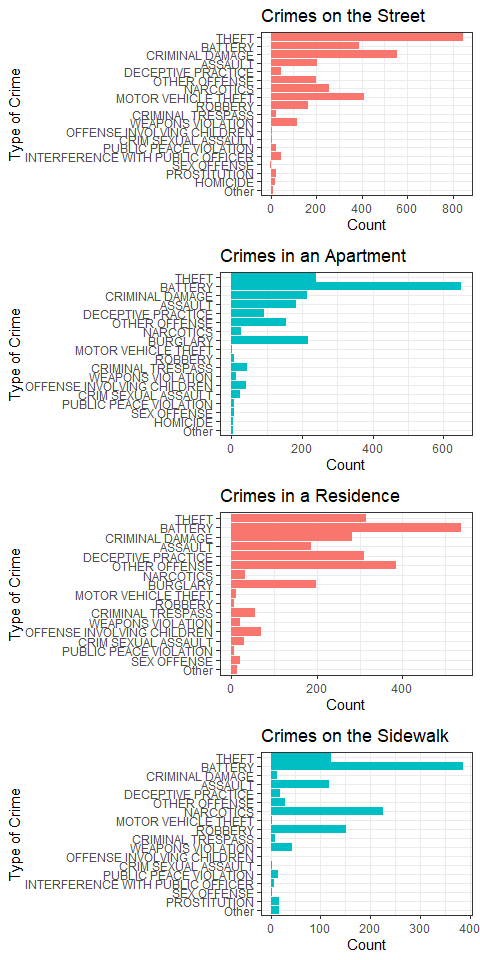 Crimes on the Street
Type of Crime
THEFT
BATTERY
CRIMINAL DAMAGE
ASSAULT
DECEPTIVE PRACTICE
OTHER OFFENSE
NARCOTICS
MOTOR VEHICLE THEFT
ROBBERY
CRIMINAL TRESPASS
WEAPONS VIOLATION
OFFENSE INVOLVING CHILDREN
CRIM SEXUAL ASSAULT
PUBLIC PEACE VIOLATION
INTERFERENCE WITH PUBLIC OFFICER
SEX OFFENSE
PROSTITUTION
HOMICIDE
Other
0 200 400 600 800
Count
Crimes in an Apartment
Type of Crime
THEFT
BATTERY
CRIMINAL DAMAGE
ASSAULT
DECEPTIVE PRACTICE
OTHER OFFENSE
NARCOTICS
BURGLARY
MOTOR VEHICLE THEFT
ROBBERY
CRIMINAL TRESPASS
WEAPONS VIOLATION
OFFENSE INVOLVING CHILDREN
CRIM SEXUAL ASSAULT
PUBLIC PEACE VIOLATION
SEX OFFENSE
HOMICIDE
Other
0 200 400 600
Count
Crimes in a Residence
Type of Crime
THEFT
BATTERY
CRIMINAL DAMAGE
ASSAULT
DECEPTIVE PRACTICE
OTHER OFFENSE
NARCOTICS
BURGLARY
MOTOR VEHICLE THEFT
ROBBERY
CRIMINAL TRESPASS
WEAPONS VIOLATION
OFFENSE INVOLVING CHILDREN
CRIM SEXUAL ASSAULT
PUBLIC PEACE VIOLATION
SEX OFFENSE
Other
0 200 400
Count
Crimes on the Sidewalk
Type of Crime
THEFT
BATTERY
CRIMINAL DAMAGE
ASSAULT
DECEPTIVE PRACTICE
OTHER OFFENSE
NARCOTICS
MOTOR VEHICLE THEFT
ROBBERY
CRIMINAL TRESPASS
WEAPONS VIOLATION
OFFENSE INVOLVING CHILDREN
CRIM SEXUAL ASSAULT
PUBLIC PEACE VIOLATION
INTERFERENCE WITH PUBLIC OFFICER
SEX OFFENSE
PROSTITUTION
Other
0 100 200 300 400
Count